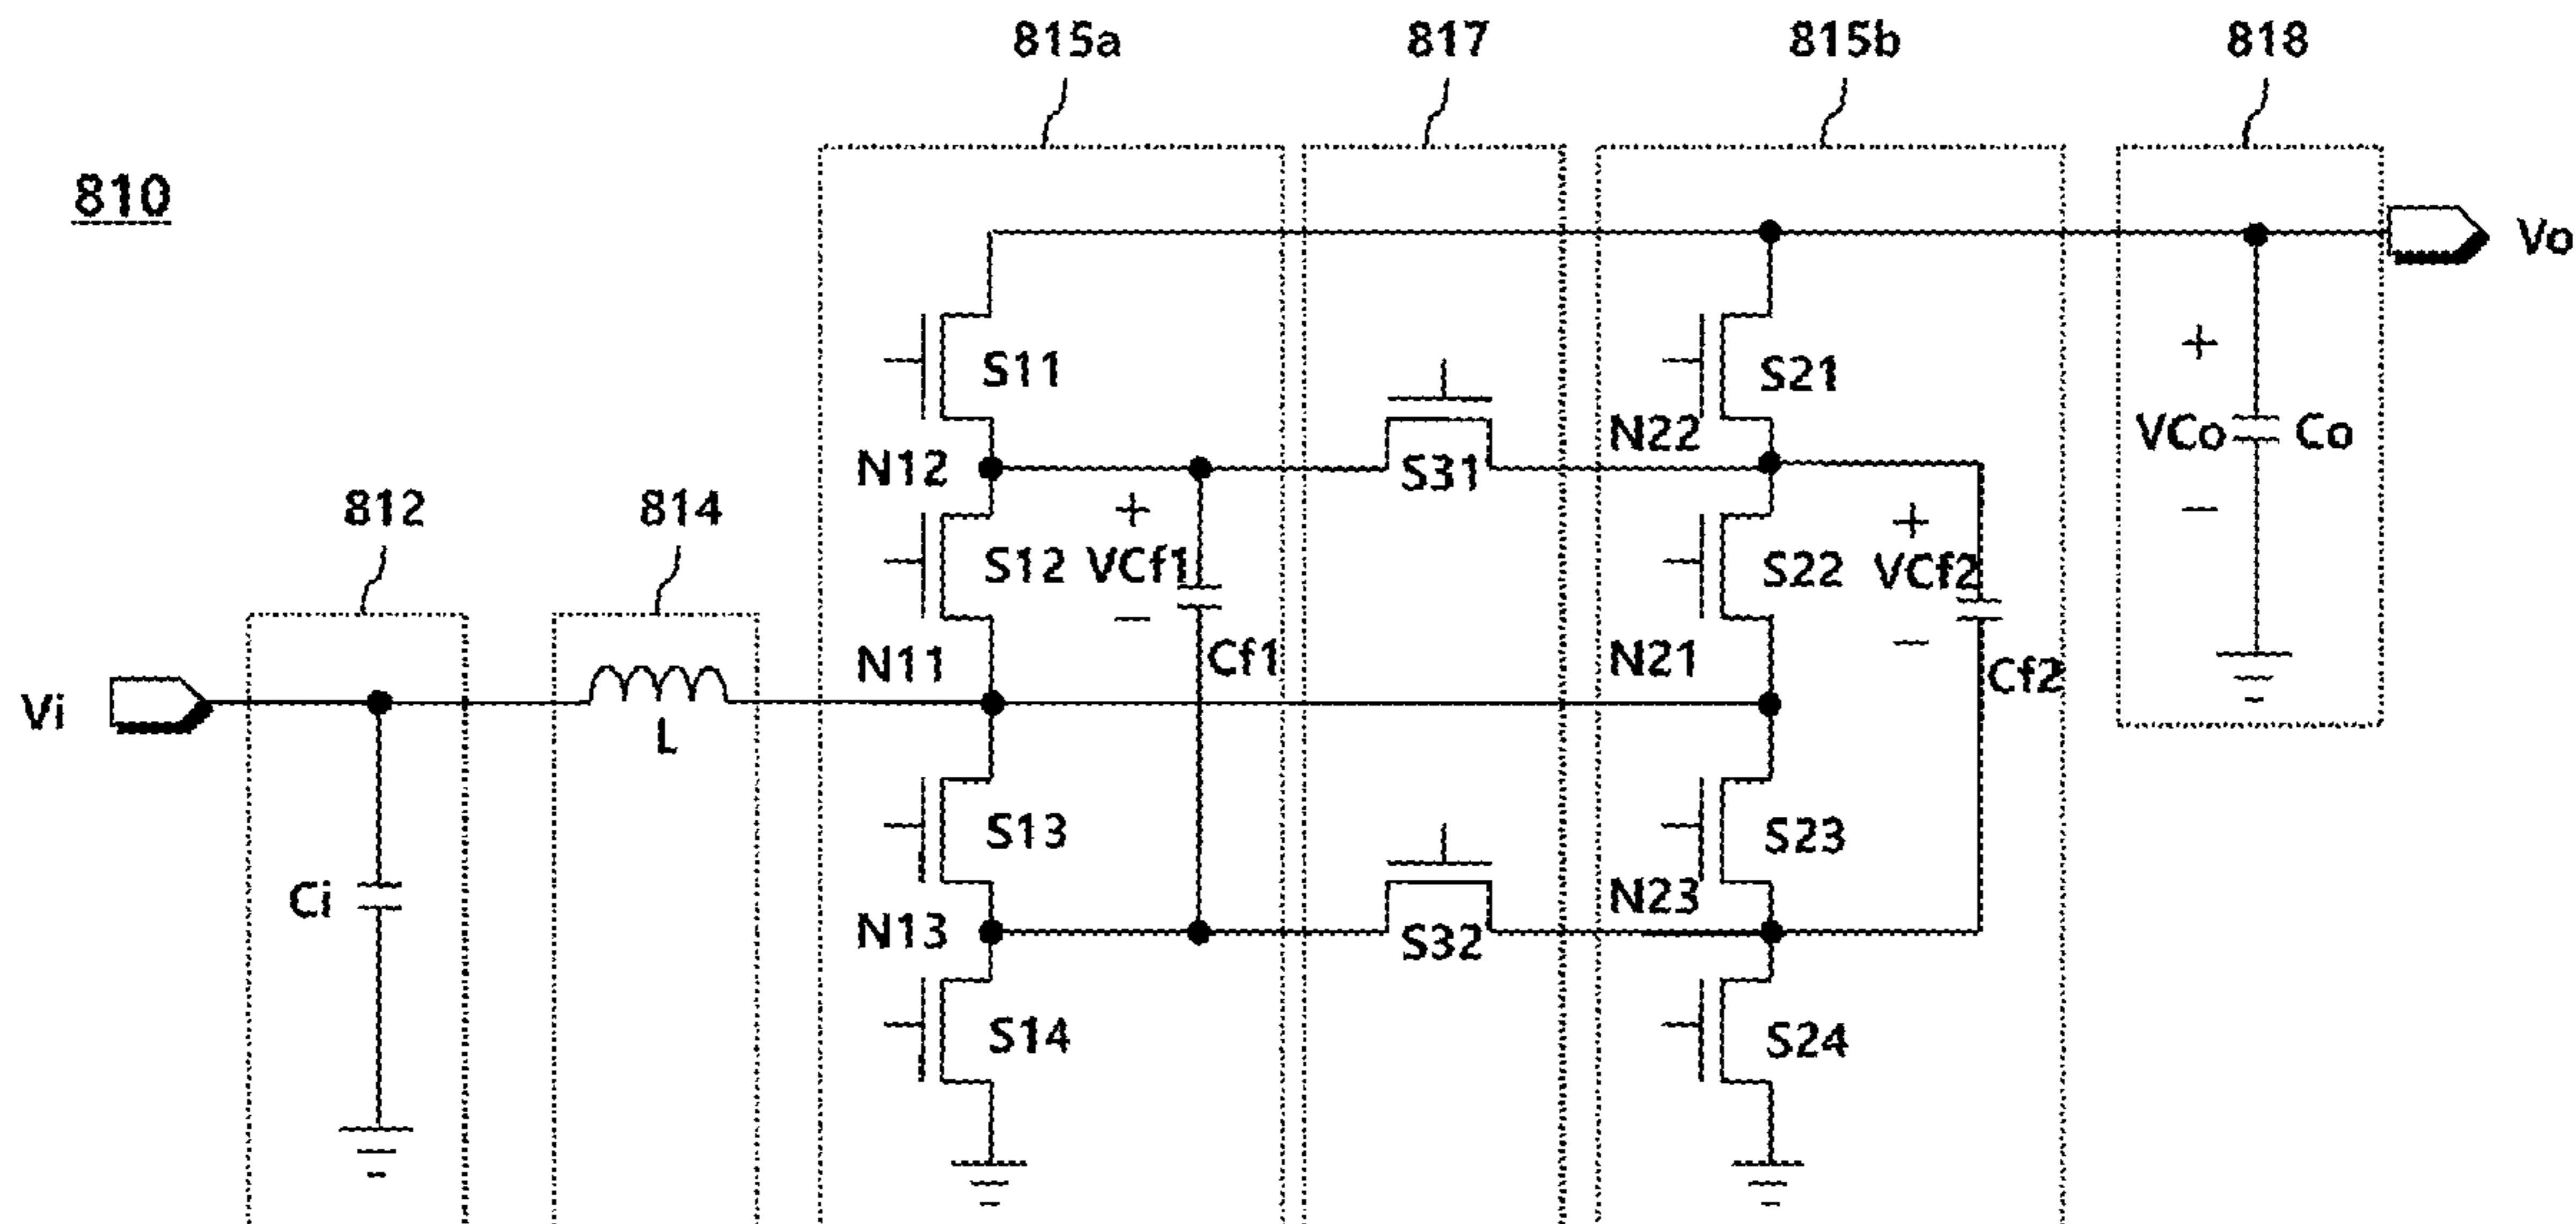 815a
817
815b
818
810
Vo
S11
S21
N22
VCo
Co
N12
S31
812
814
S12
VCf1
S22
VCf2
N11
Cf1
N21
Cf2
Vi
L
S13
S23
Ci
N13
S32
N23
S14
S24